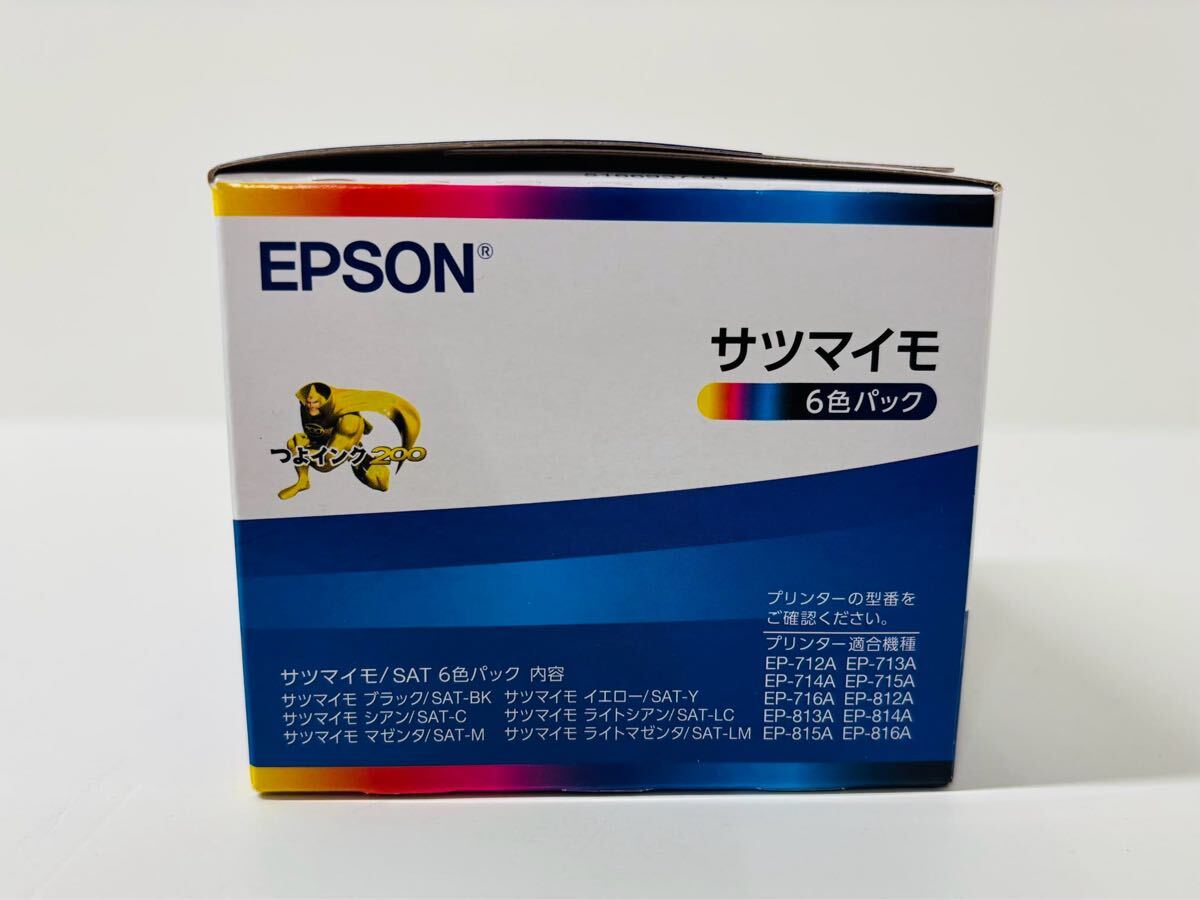 EPSON®
サツマイモ
6色パック
つよインク200
プリンターの型番を
ご確認ください。
プリンター適合機種
EP-712A EP-713A
EP-714A EP-715A
EP-716A EP-812A
EP-813A EP-814A
EP-815A EP-816A
サツマイモ/SAT 6色パック 内容
サツマイモ ブラック/SAT-BK サツマイモ イエロー/SAT-Y
サツマイモ シアン/SAT-C サツマイモ ライトシアン/SAT-LC
サツマイモ マゼンタ/SAT-M サツマイモ ライトマゼンタ/SAT-LM